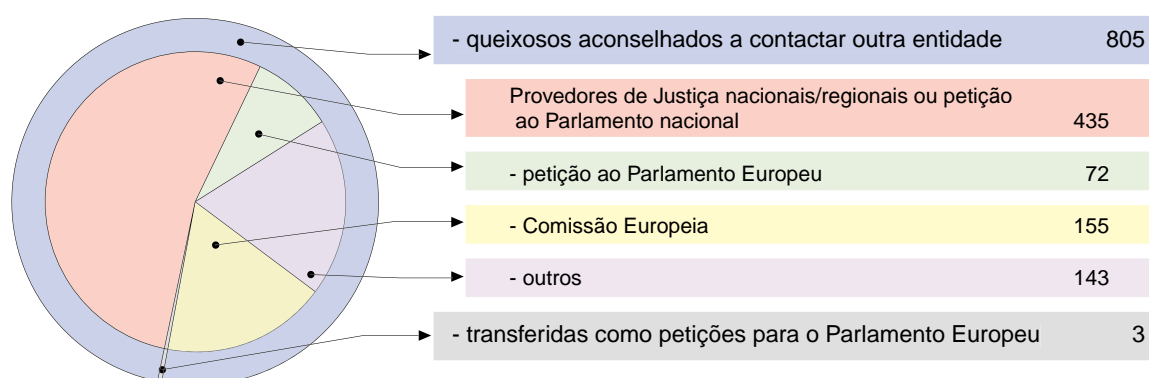 - queixosos aconselhados a contactar outra entidade 805
Provedores de Justiça nacionais/regionais ou petição
ao Parlamento nacional 435
- petição ao Parlamento Europeu 72
- Comissão Europeia 155
- outros 143
- transferidas como petições para o Parlamento Europeu 3